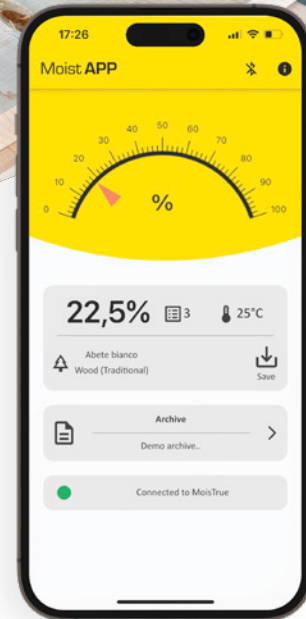 17:26
Moist APP
0
10
20
30
40
50
60
70
80
90
100
%
22,5% 3 25°C
Abete bianco
Wood (Traditional)
Save
Archive
Demo archive..
Connected to MoisTrue